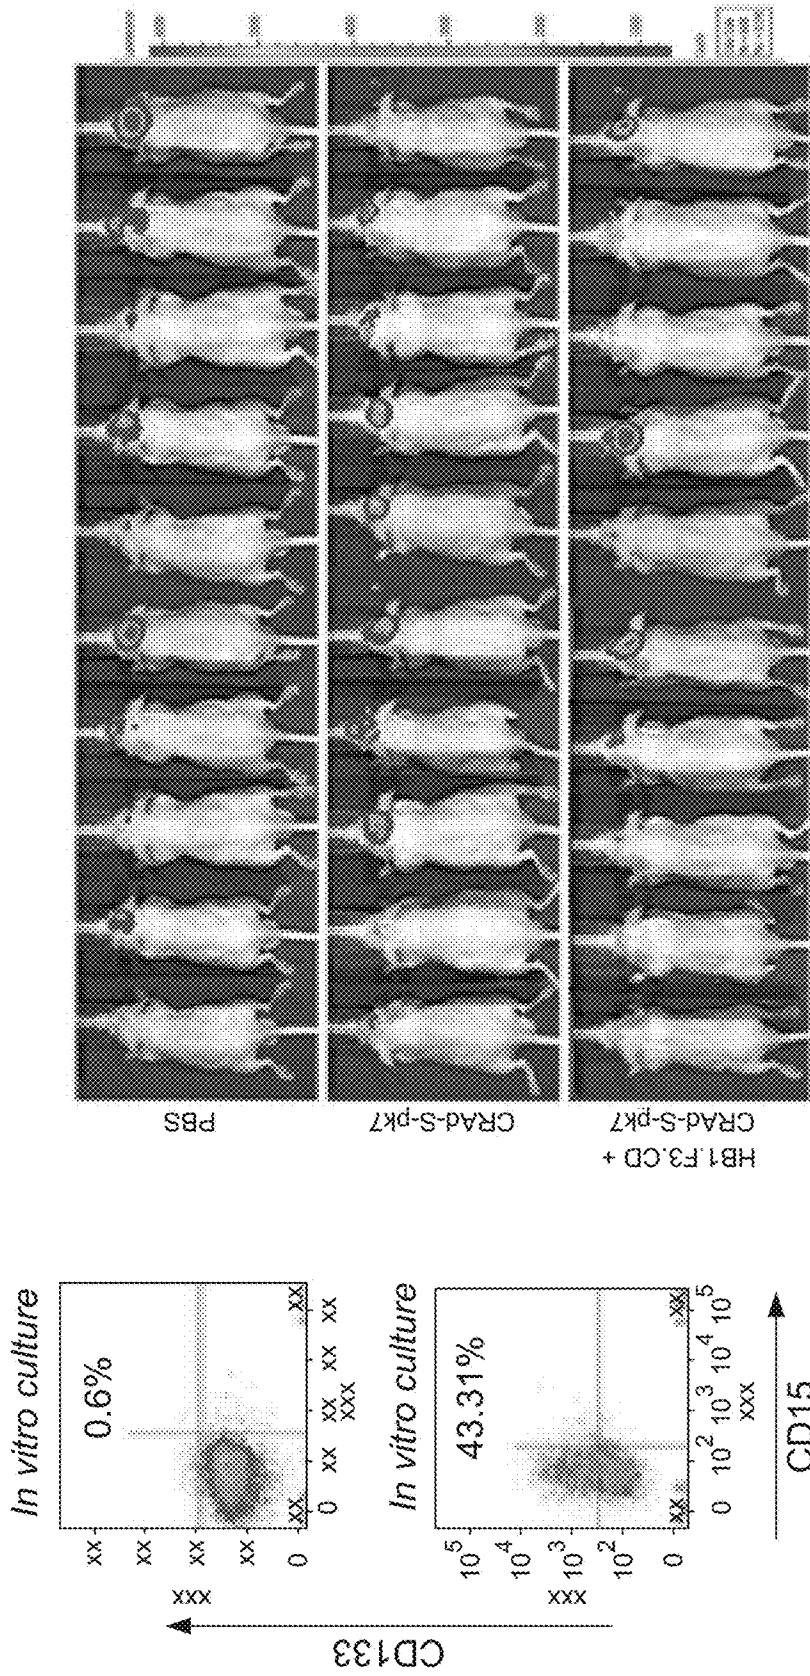 PBS
CRAd-S-pk7
HB1.F3.CD +
CRAd-S-pk7
In vitro culture
0.6%
xx
xx
xx
xx
0
xxx
xx
xx
0
xx
xx
xx
xx
xxx
In vitro culture
43.31%
10^5
10^4
10^3
10^2
0
xxx
xx
xx
0
10^2
10^3
10^4
10^5
xxx
CD133
CD15